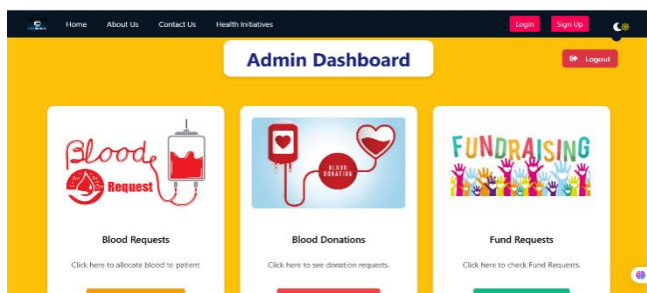 Home About Us Contact Us Health Initiatives Login Sign Up
Admin Dashboard
Logout
Blood
Request
BLOOD
DONATION
FUNDRAISING
Blood Requests Blood Donations Fund Requests
Click here to allocate blood to patient Click here to see donation requests. Click here to check Fund Requests.